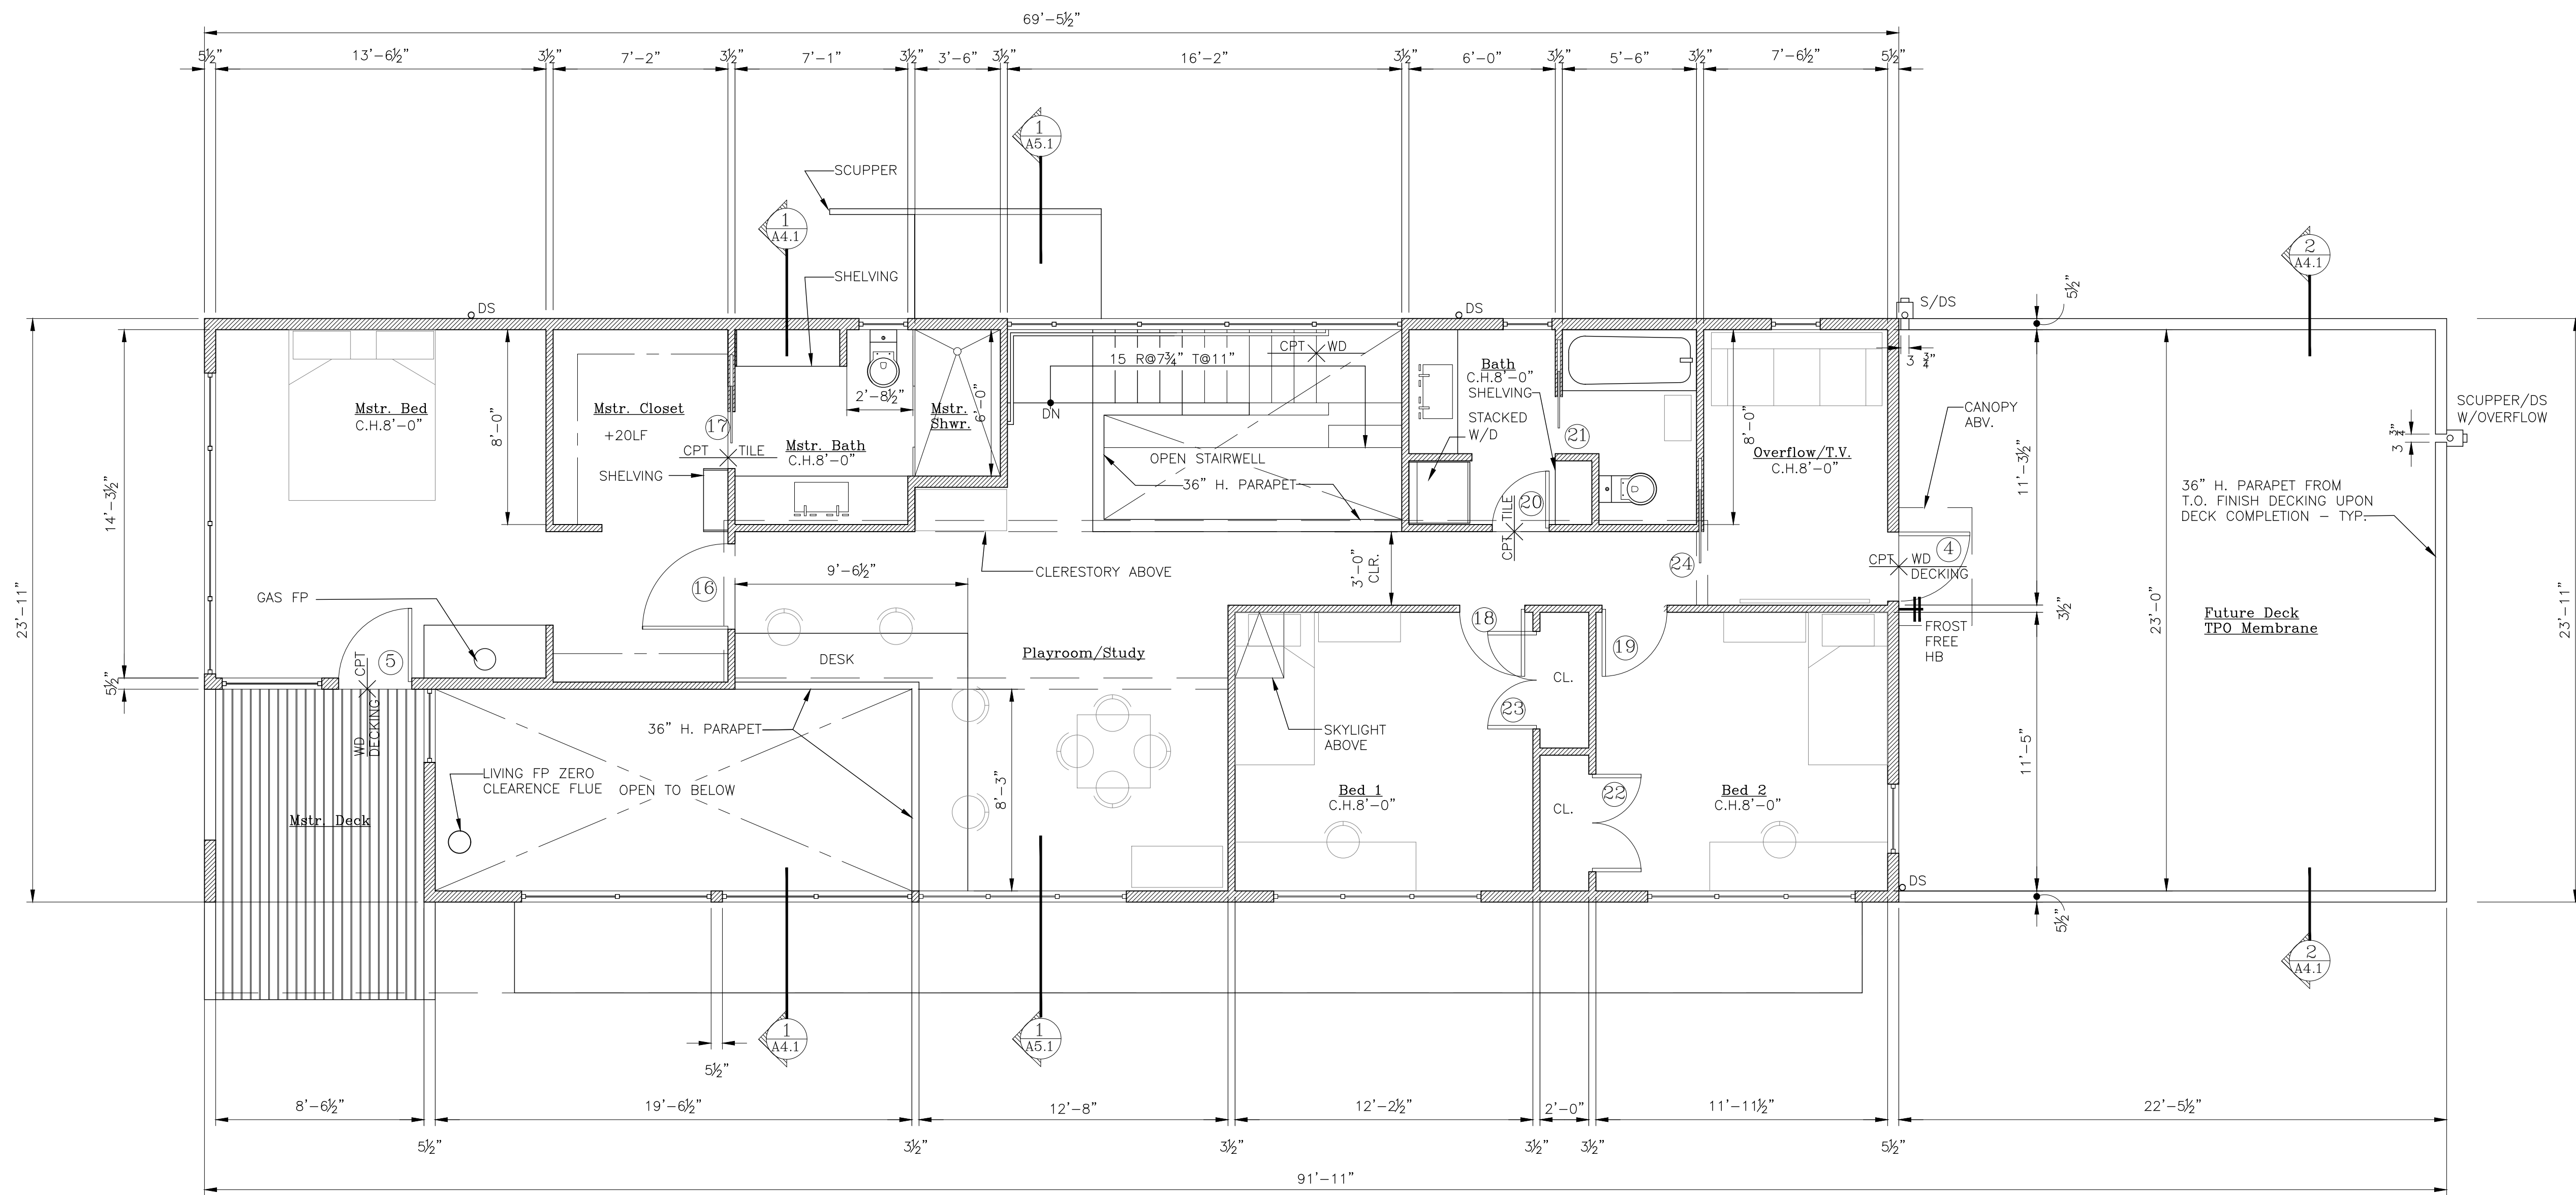 69'-5½"
5½"
13'-6½"
3½"
7'-2"
3½"
7'-1"
3½"
3'-6"
3½"
16'-2"
3½"
6'-0"
3½"
5'-6"
3½"
7'-6½"
5½"
1
A5.1
SCUPPER
1
A4.1
SHELVING
2
A4.1
5½"
DS
DS
S/DS
15 R@7¾" T@11"
CPT
WD
3 ¾"
Bath
C.H.8'-0"
SHELVING
STACKED
W/D
DN
2'-8½"
Mstr. Bed
C.H.8'-0"
8'-0"
Mstr. Closet
+20LF
17
Mstr.
Shwr.
6'-0"
CPT
TILE
Mstr. Bath
C.H.8'-0"
SHELVING
OPEN STAIRWELL
36" H. PARAPET
21
8'-0"
Overflow/T.V.
C.H.8'-0"
CANOPY
ABV.
SCUPPER/DS
W/OVERFLOW
3 ¾"
11'-3½"
36" H. PARAPET FROM
T.O. FINISH DECKING UPON
DECK COMPLETION - TYP.
14'-3½"
20
CPT
TILE
4
CPT
WD
DECKING
24
3'-0"
CLR.
CLERESTORY ABOVE
9'-6½"
16
GAS FP
23'-11"
18
19
FROST
FREE
HB
3½"
23'-0"
Future Deck
TPO Membrane
23'-11"
5
CPT
WD
DECKING
5½"
DESK
Playroom/Study
CL.
23
36" H. PARAPET
SKYLIGHT
ABOVE
11'-5"
LIVING FP ZERO
CLEARENCE FLUE
OPEN TO BELOW
8'-3"
Bed 1
C.H.8'-0"
CL.
22
Bed 2
C.H.8'-0"
Mstr. Deck
DS
5½"
2
A4.1
1
A4.1
1
A5.1
5½"
8'-6½"
5½"
19'-6½"
3½"
12'-8"
3½"
12'-2½"
3½"
2'-0"
3½"
11'-11½"
5½"
22'-5½"
91'-11"